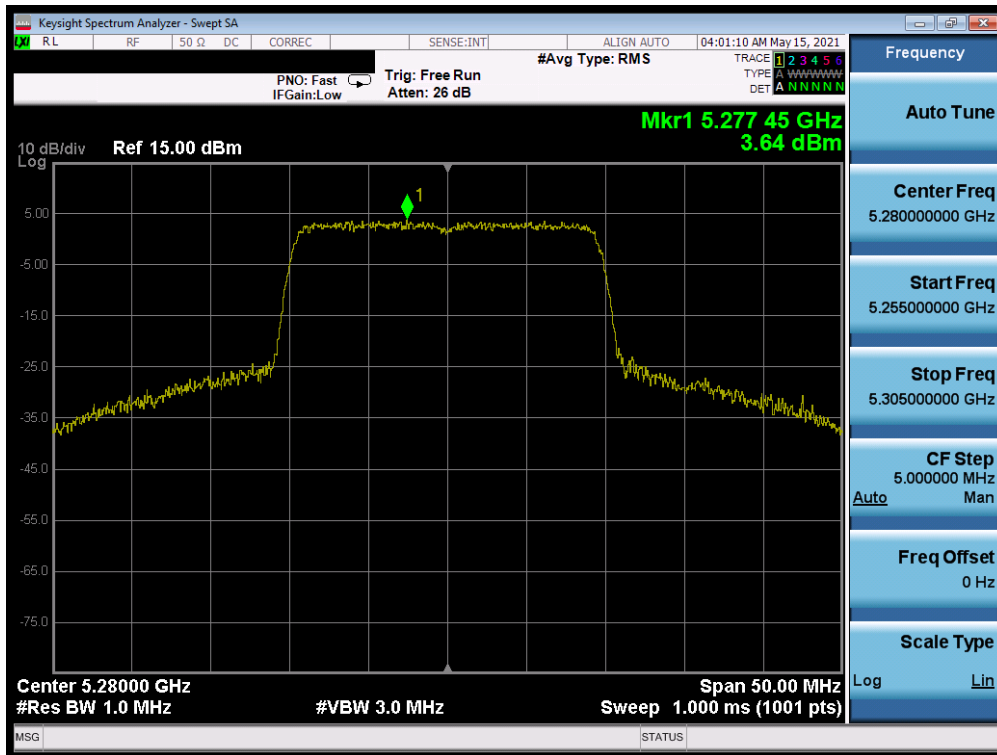 Keysight Spectrum Analyzer - Swept SA
LXI RL RF 50 Ω DC CORREC SENSE:INT ALIGN AUTO 04:01:10 AM May 15, 2021
#Avg Type: RMS TRACE 1 2 3 4 5 6
PNO: Fast Trig: Free Run TYPE A WWWWW
IFGain:Low Atten: 26 dB DET A N N N N N
Mkr1 5.277 45 GHz
10 dB/div Ref 15.00 dBm 3.64 dBm
Log
1
5.00
-5.00
-15.0
-25.0
-35.0
-45.0
-55.0
-65.0
-75.0
Center 5.28000 GHz Span 50.00 MHz
#Res BW 1.0 MHz #VBW 3.0 MHz Sweep 1.000 ms (1001 pts)
MSG STATUS
Frequency
Auto Tune
Center Freq
5.280000000 GHz
Start Freq
5.255000000 GHz
Stop Freq
5.305000000 GHz
CF Step
5.000000 MHz
Auto Man
Freq Offset
0 Hz
Scale Type
Log Lin